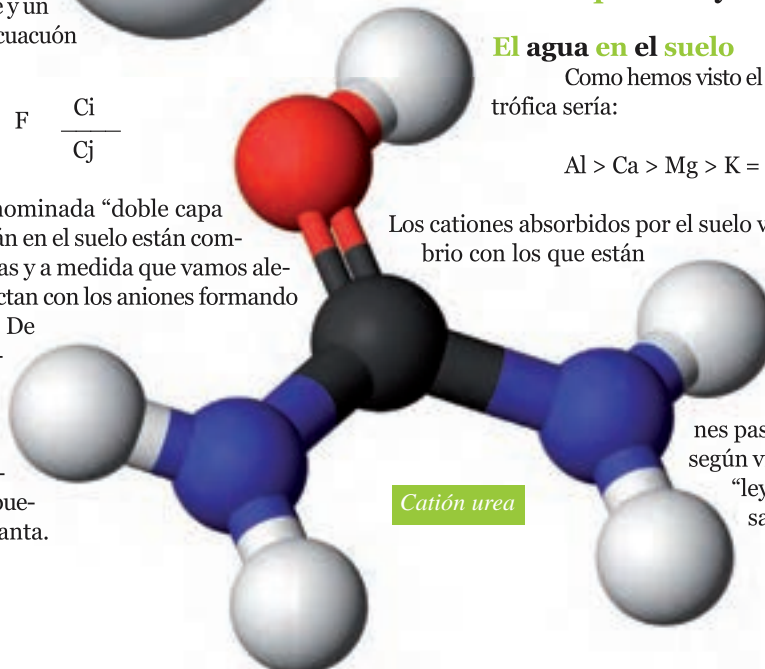 e y un
cuacuón
F Ci
Cj
nominada “doble capa
án en el suelo están com-
as y a medida que vamos ale-
ctan con los aniones formando
De
-
-
pue-
anta.
El agua en el suelo
Como hemos visto el
trófica sería:
Al > Ca > Mg > K =
Los cationes absorbidos por el suelo v
brio con los que están
nes pas
según v
“ley
sa
Catión urea